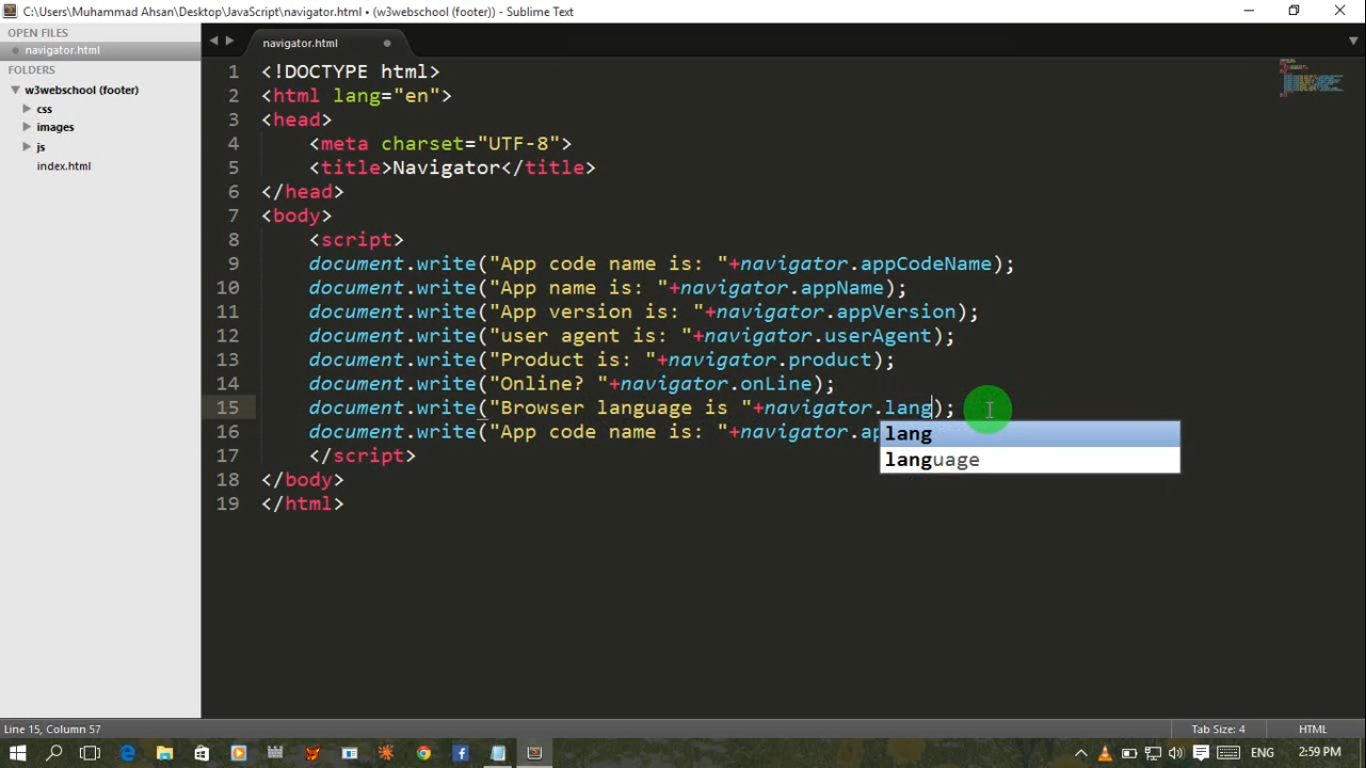 C:\Users\Muhammad Ahsan\Desktop\JavaScript\navigator.html • (w3webschool (footer)) - Sublime Text
OPEN FILES
navigator.html
FOLDERS
w3webschool (footer)
css
images
js
index.html
navigator.html
1 <!DOCTYPE html>
2 <html lang="en">
3 <head>
4 <meta charset="UTF-8">
5 <title>Navigator</title>
6 </head>
7 <body>
8 <script>
9 document.write("App code name is: "+navigator.appCodeName);
10 document.write("App name is: "+navigator.appName);
11 document.write("App version is: "+navigator.appVersion);
12 document.write("user agent is: "+navigator.userAgent);
13 document.write("Product is: "+navigator.product);
14 document.write("Online? "+navigator.onLine);
15 document.write("Browser language is "+navigator.lang);
16 document.write("App code name is: "+navigator.ap
lang
language
17 </script>
18 </body>
19 </html>
Line 15, Column 57
Tab Size: 4
HTML
ENG
2:59 PM